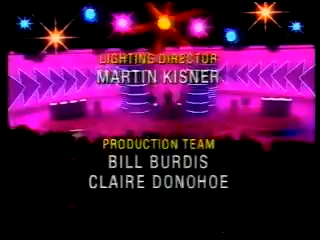 LIGHTING DIRECTOR
MARTIN KISNER
PRODUCTION TEAM
BILL BURDIS
CLAIRE DONOHOE